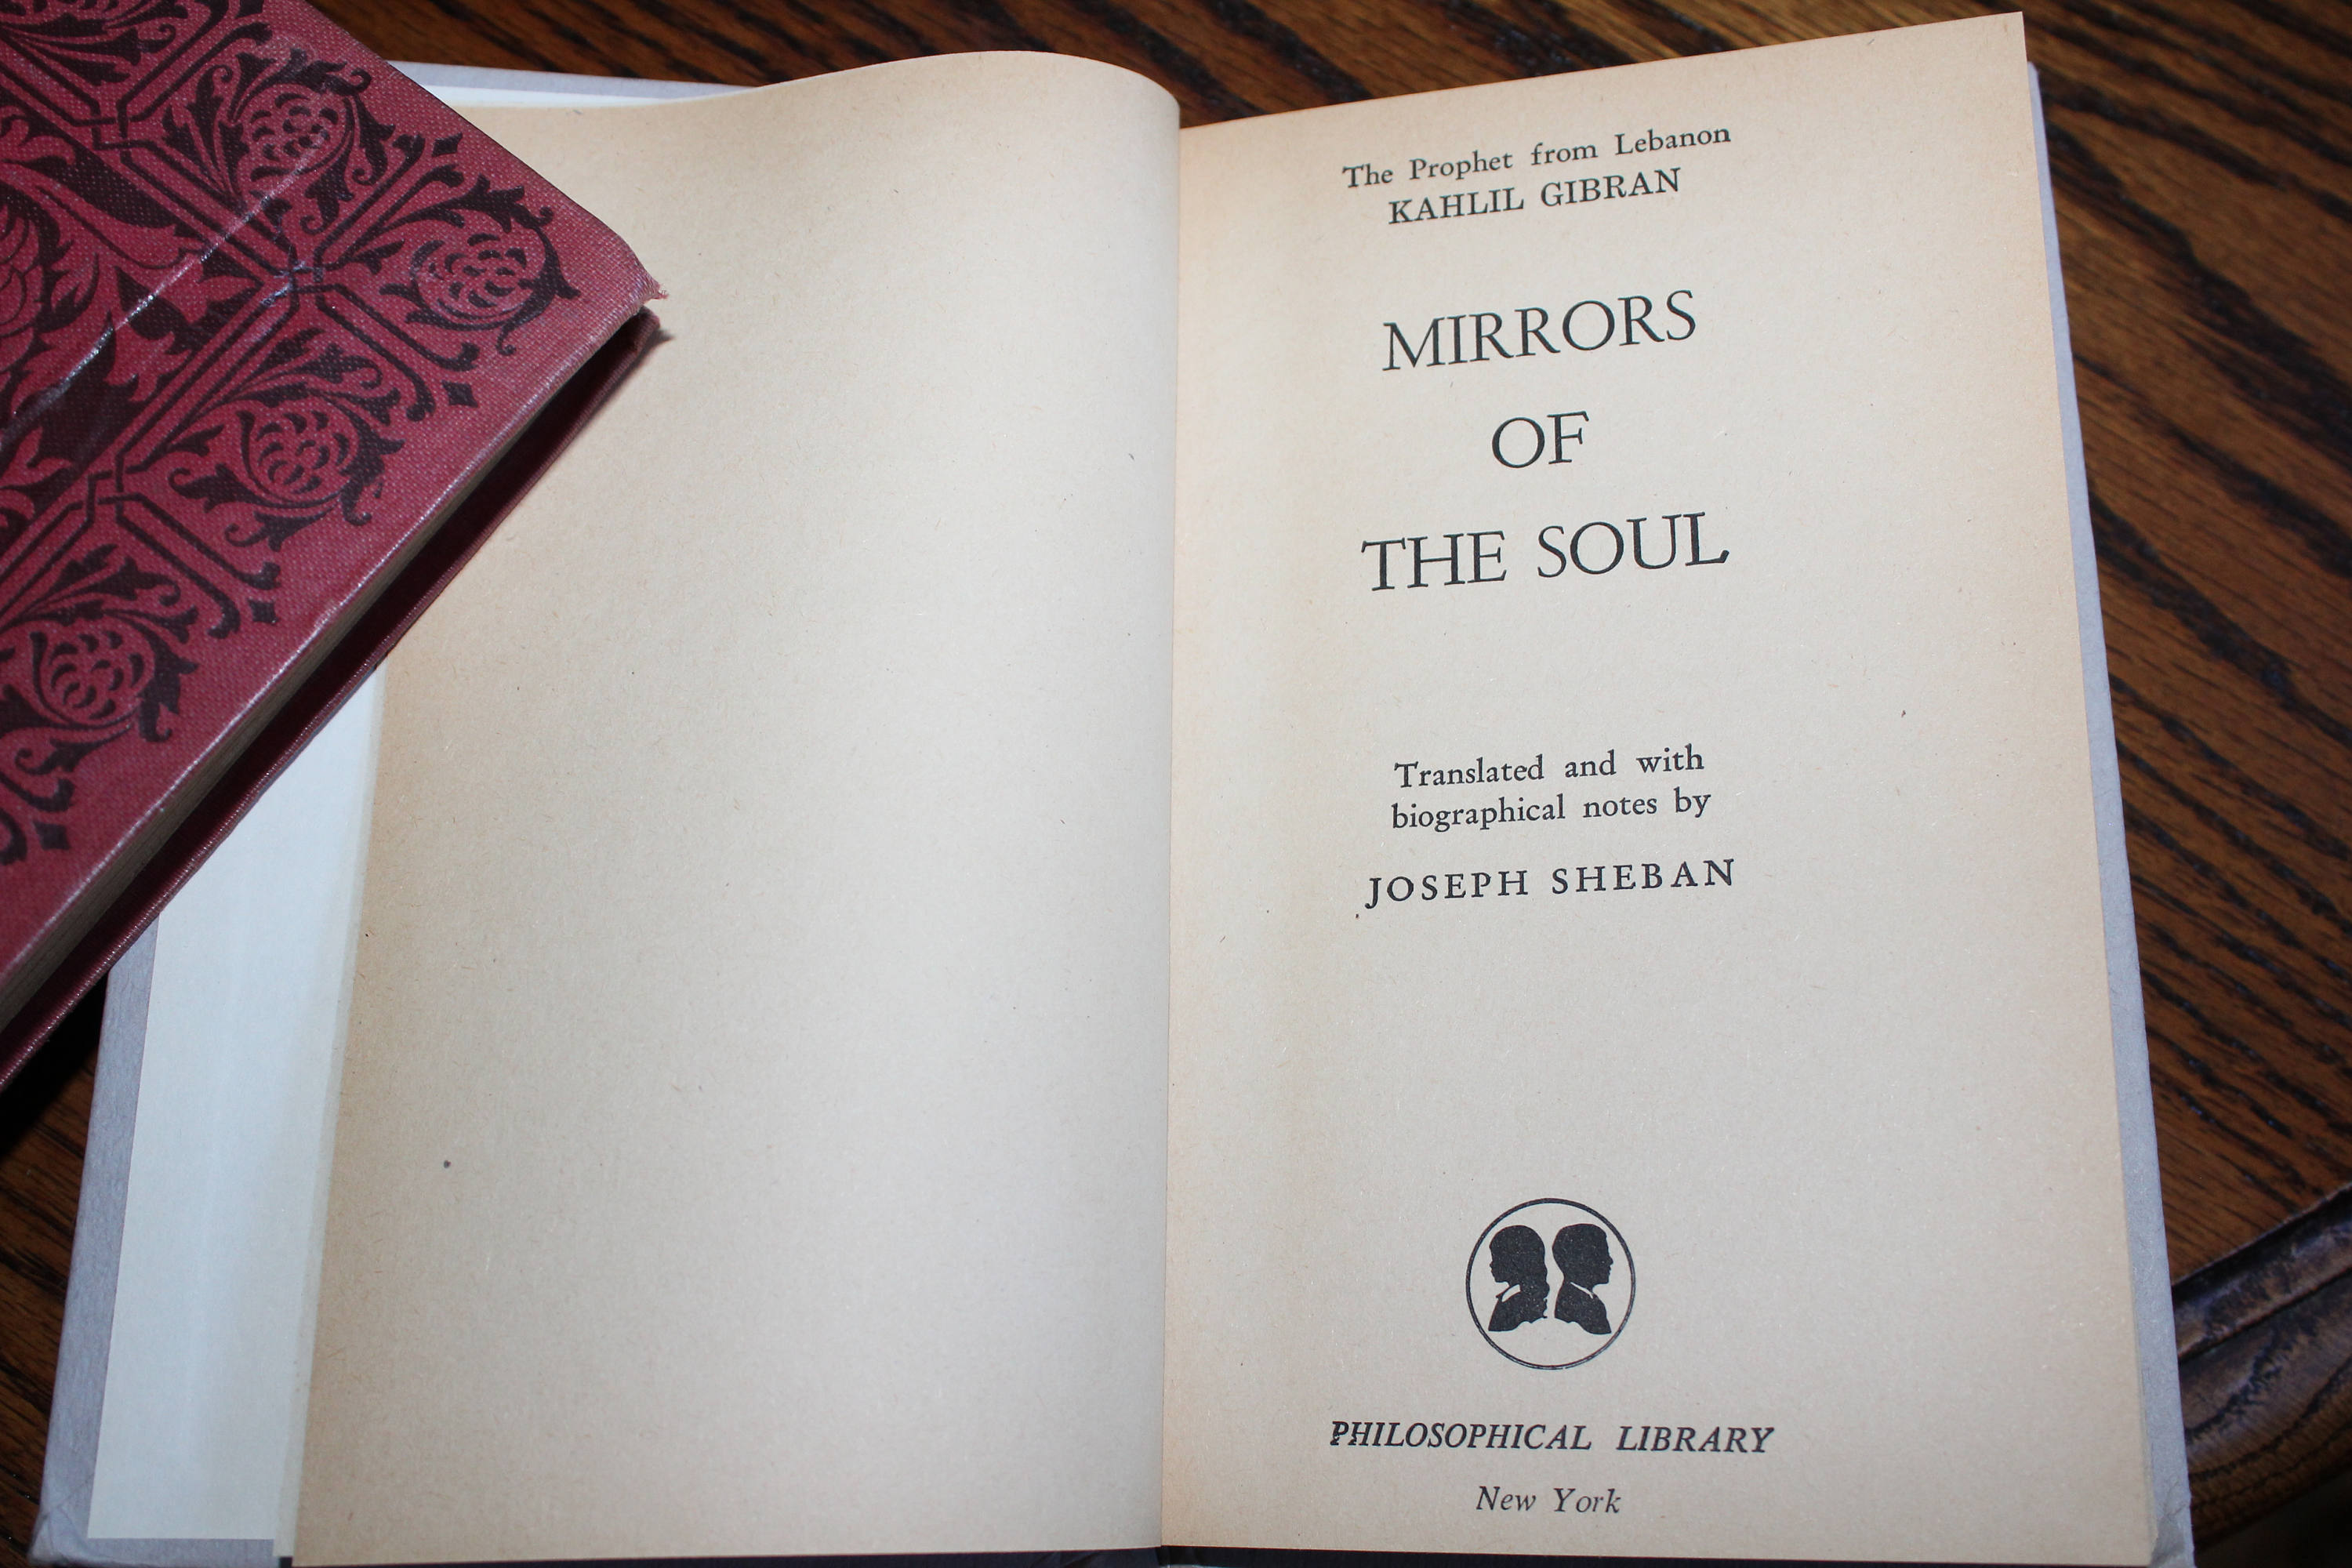 The Prophet from Lebanon
KAHLIL GIBRAN
MIRRORS
OF
THE SOUL
Translated and with
biographical notes by
JOSEPH SHEBAN
PHILOSOPHICAL LIBRARY
New York